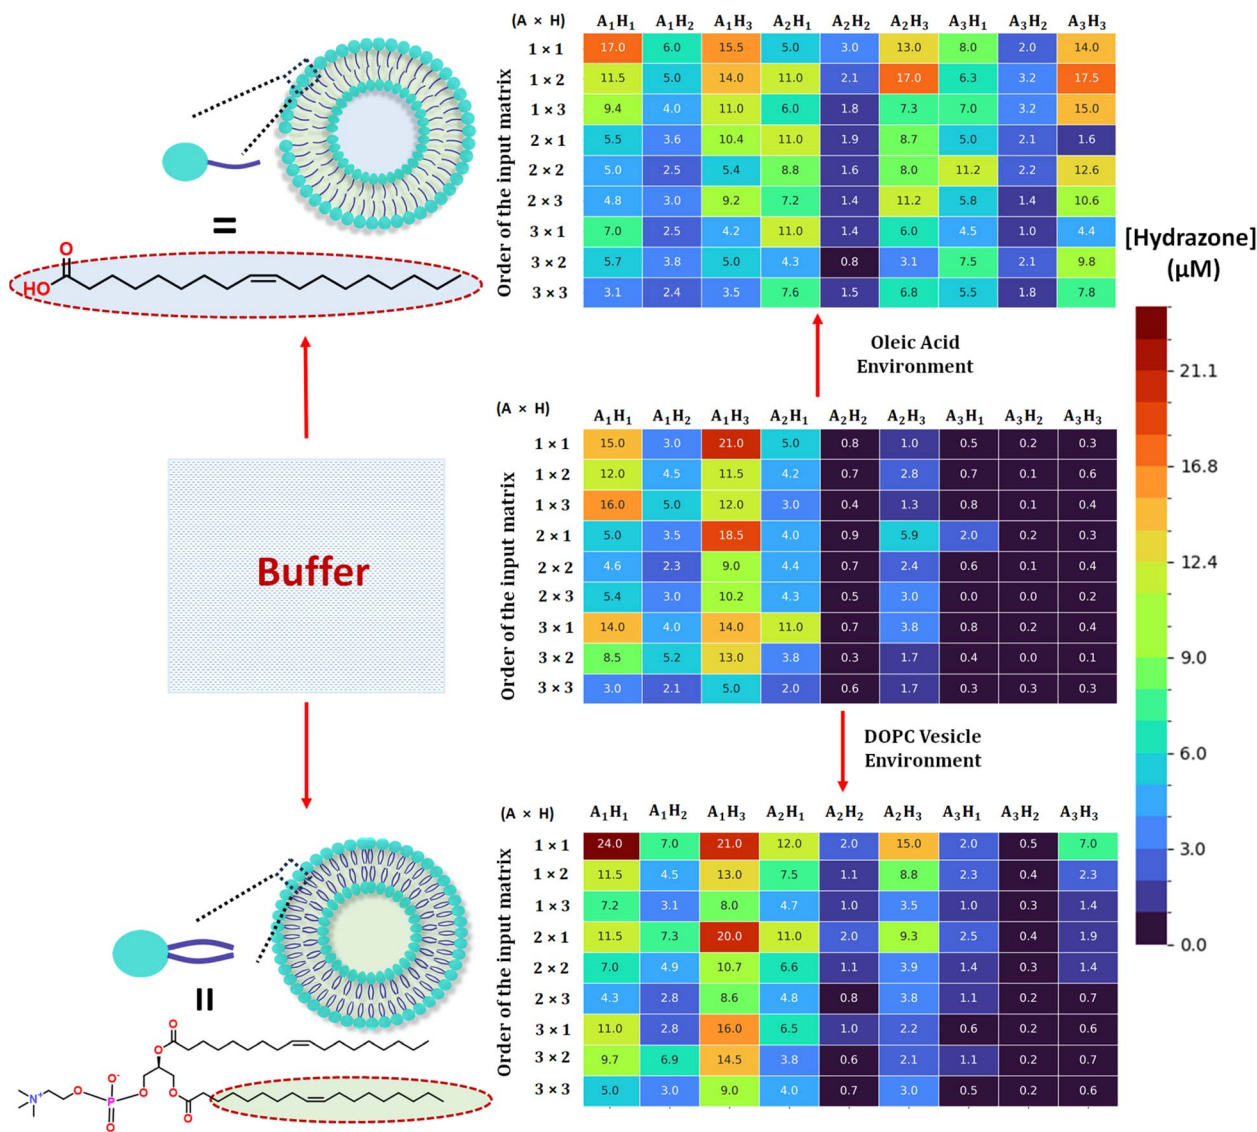 (A × H) A₁H₁ A₁H₂ A₁H₃ A₂H₁ A₂H₂ A₂H₃ A₃H₁ A₃H₂ A₃H₃
Order of the input matrix
1 × 1 17.0 6.0 15.5 5.0 3.0 13.0 8.0 2.0 14.0
1 × 2 11.5 5.0 14.0 11.0 2.1 17.0 6.3 3.2 17.5
1 × 3 9.4 4.0 11.0 6.0 1.8 7.3 7.0 3.2 15.0
2 × 1 5.5 3.6 10.4 11.0 1.9 8.7 5.0 2.1 1.6
2 × 2 5.0 2.5 5.4 8.8 1.6 8.0 11.2 2.2 12.6
2 × 3 4.8 3.0 9.2 7.2 1.4 11.2 5.8 1.4 10.6
3 × 1 7.0 2.5 4.2 11.0 1.4 6.0 4.5 1.0 4.4
3 × 2 5.7 3.8 5.0 4.3 0.8 3.1 7.5 2.1 9.8
3 × 3 3.1 2.4 3.5 7.6 1.5 6.8 5.5 1.8 7.8
=
O
HO
Oleic Acid
Environment
[Hydrazone]
(μM)
21.1
16.8
12.4
9.0
6.0
3.0
0.0
Buffer
(A × H) A₁H₁ A₁H₂ A₁H₃ A₂H₁ A₂H₂ A₂H₃ A₃H₁ A₃H₂ A₃H₃
Order of the input matrix
1 × 1 15.0 3.0 21.0 5.0 0.8 1.0 0.5 0.2 0.3
1 × 2 12.0 4.5 11.5 4.2 0.7 2.8 0.7 0.1 0.6
1 × 3 16.0 5.0 12.0 3.0 0.4 1.3 0.8 0.1 0.4
2 × 1 5.0 3.5 18.5 4.0 0.9 5.9 2.0 0.2 0.3
2 × 2 4.6 2.3 9.0 4.4 0.7 2.4 0.6 0.1 0.4
2 × 3 5.4 3.0 10.2 4.3 0.5 3.0 0.0 0.0 0.2
3 × 1 14.0 4.0 14.0 11.0 0.7 3.8 0.8 0.2 0.4
3 × 2 8.5 5.2 13.0 3.8 0.3 1.7 0.4 0.0 0.1
3 × 3 3.0 2.1 5.0 2.0 0.6 1.7 0.3 0.3 0.3
DOPC Vesicle
Environment
(A × H) A₁H₁ A₁H₂ A₁H₃ A₂H₁ A₂H₂ A₂H₃ A₃H₁ A₃H₂ A₃H₃
Order of the input matrix
1 × 1 24.0 7.0 21.0 12.0 2.0 15.0 2.0 0.5 7.0
1 × 2 11.5 4.5 13.0 7.5 1.1 8.8 2.3 0.4 2.3
1 × 3 7.2 3.1 8.0 4.7 1.0 3.5 1.0 0.3 1.4
2 × 1 11.5 7.3 20.0 11.0 2.0 9.3 2.5 0.4 1.9
2 × 2 7.0 4.9 10.7 6.6 1.1 3.9 1.4 0.3 1.4
2 × 3 4.3 2.8 8.6 4.8 0.8 3.8 1.1 0.2 0.7
3 × 1 11.0 2.8 16.0 6.5 1.0 2.2 0.6 0.2 0.6
3 × 2 9.7 6.9 14.5 3.8 0.6 2.1 1.1 0.2 0.7
3 × 3 5.0 3.0 9.0 4.0 0.7 3.0 0.5 0.2 0.6
=
O
O
O⁻
N⁺ O P O O
O O